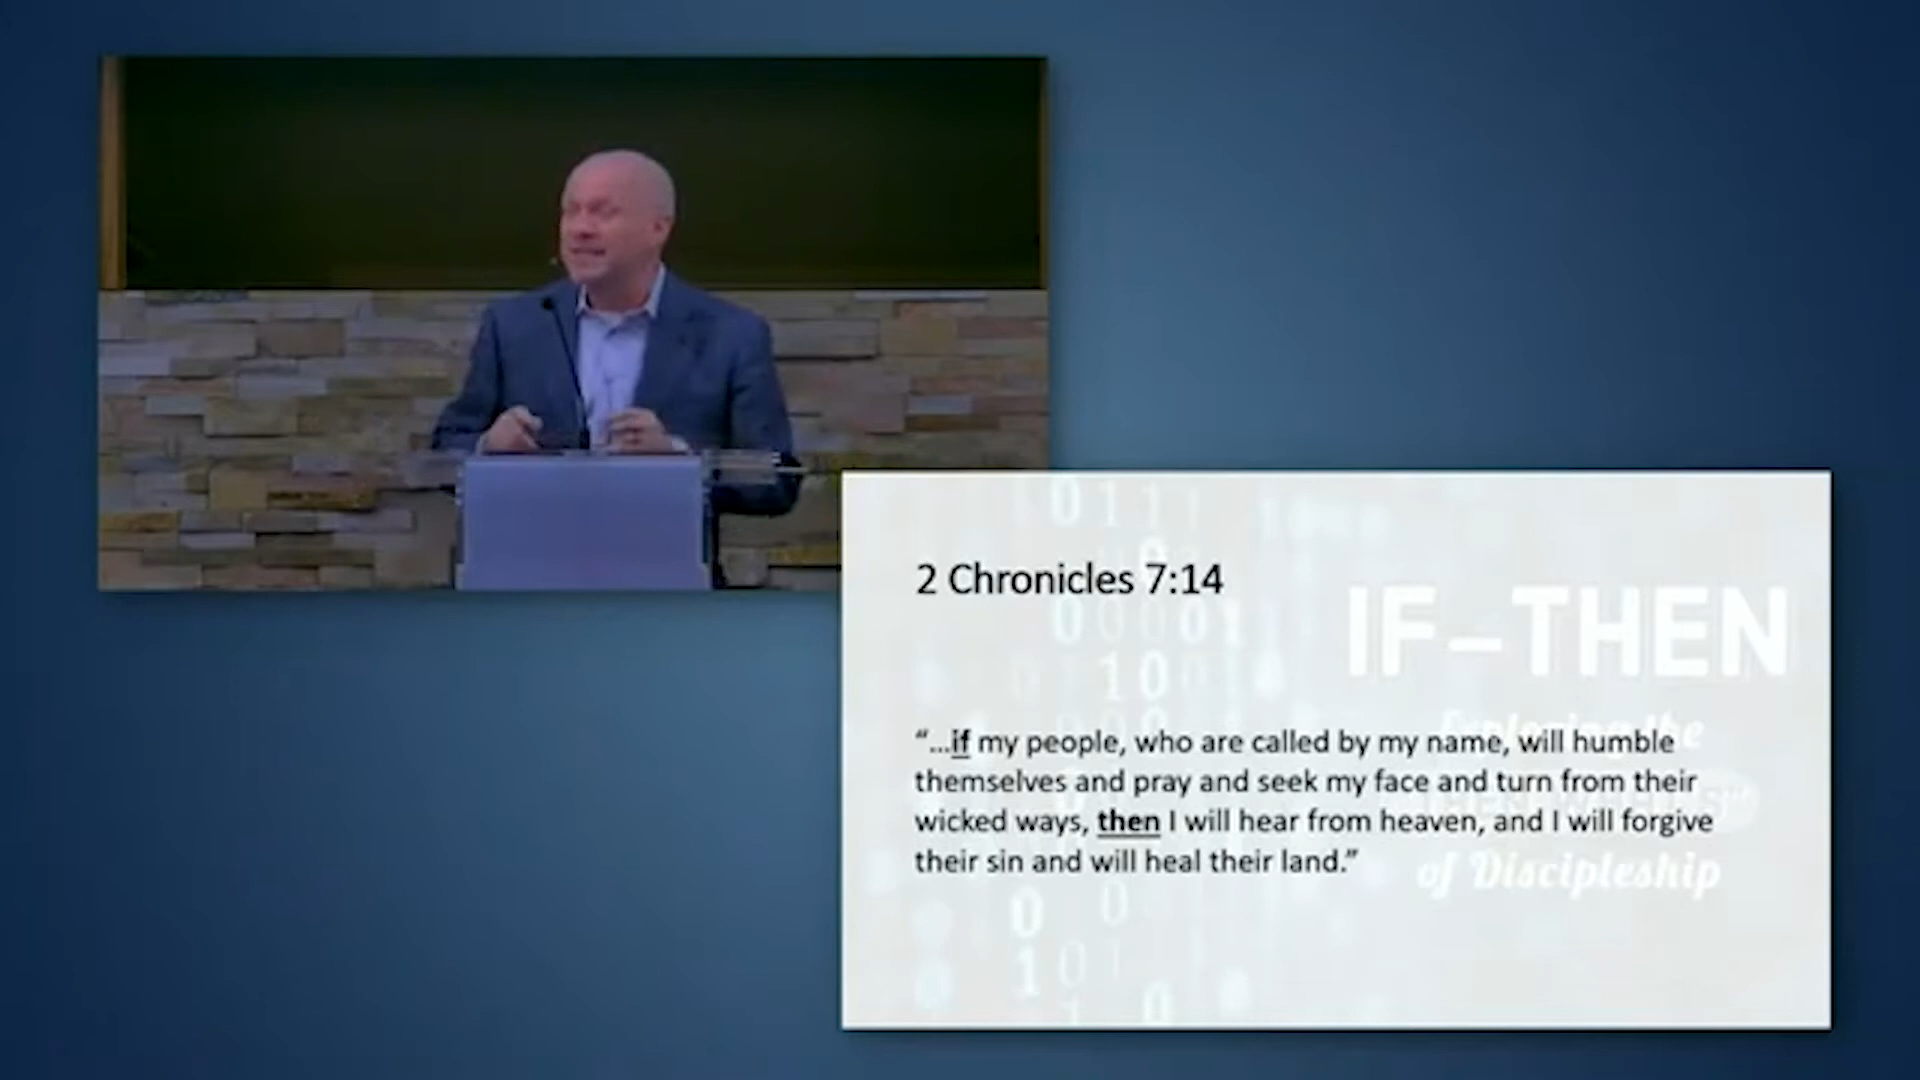 2 Chronicles 7:14
IF–THEN
Exploring the
“...if my people, who are called by my name, will humble
themselves and pray and seek my face and turn from their
wicked ways, then I will hear from heaven, and I will forgive
their sin and will heal their land.”
of Discipleship